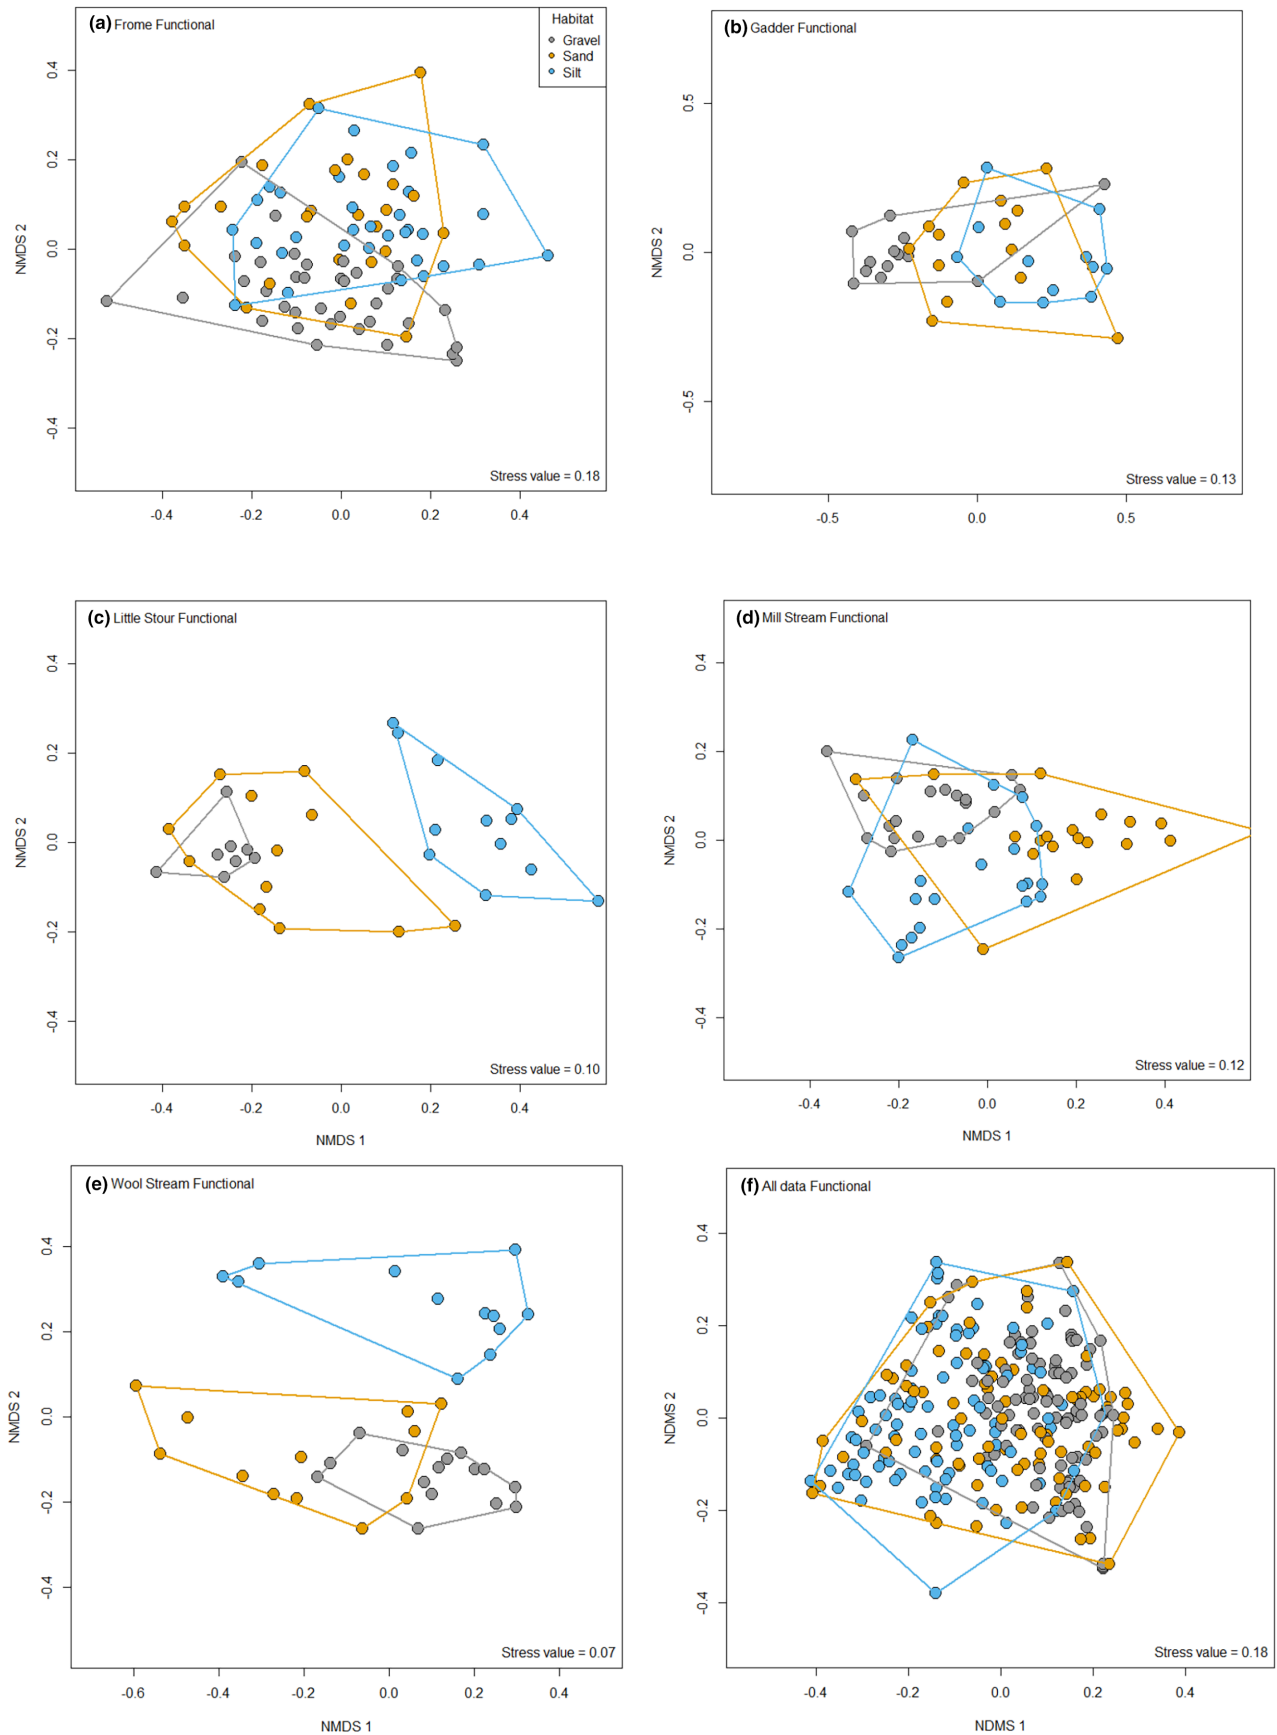 (a) Frome Functional
Habitat
Gravel
Sand
Silt
NMDS 2
0.4
0.2
0.0
-0.2
-0.4
Stress value = 0.18
-0.4 -0.2 0.0 0.2 0.4
(b) Gadder Functional
NMDS 2
0.5
0.0
-0.5
Stress value = 0.13
-0.5 0.0 0.5
(c) Little Stour Functional
NMDS 2
0.4
0.2
0.0
-0.2
-0.4
Stress value = 0.10
-0.4 -0.2 0.0 0.2 0.4
NMDS 1
(d) Mill Stream Functional
NMDS 2
0.4
0.2
0.0
-0.2
-0.4
Stress value = 0.12
-0.4 -0.2 0.0 0.2 0.4
NMDS 1
(e) Wool Stream Functional
NMDS 2
0.4
0.2
0.0
-0.2
-0.4
Stress value = 0.07
-0.6 -0.4 -0.2 0.0 0.2 0.4
NMDS 1
(f) All data Functional
NDMS 2
0.4
0.2
0.0
-0.2
-0.4
Stress value = 0.18
-0.4 -0.2 0.0 0.2 0.4
NDMS 1